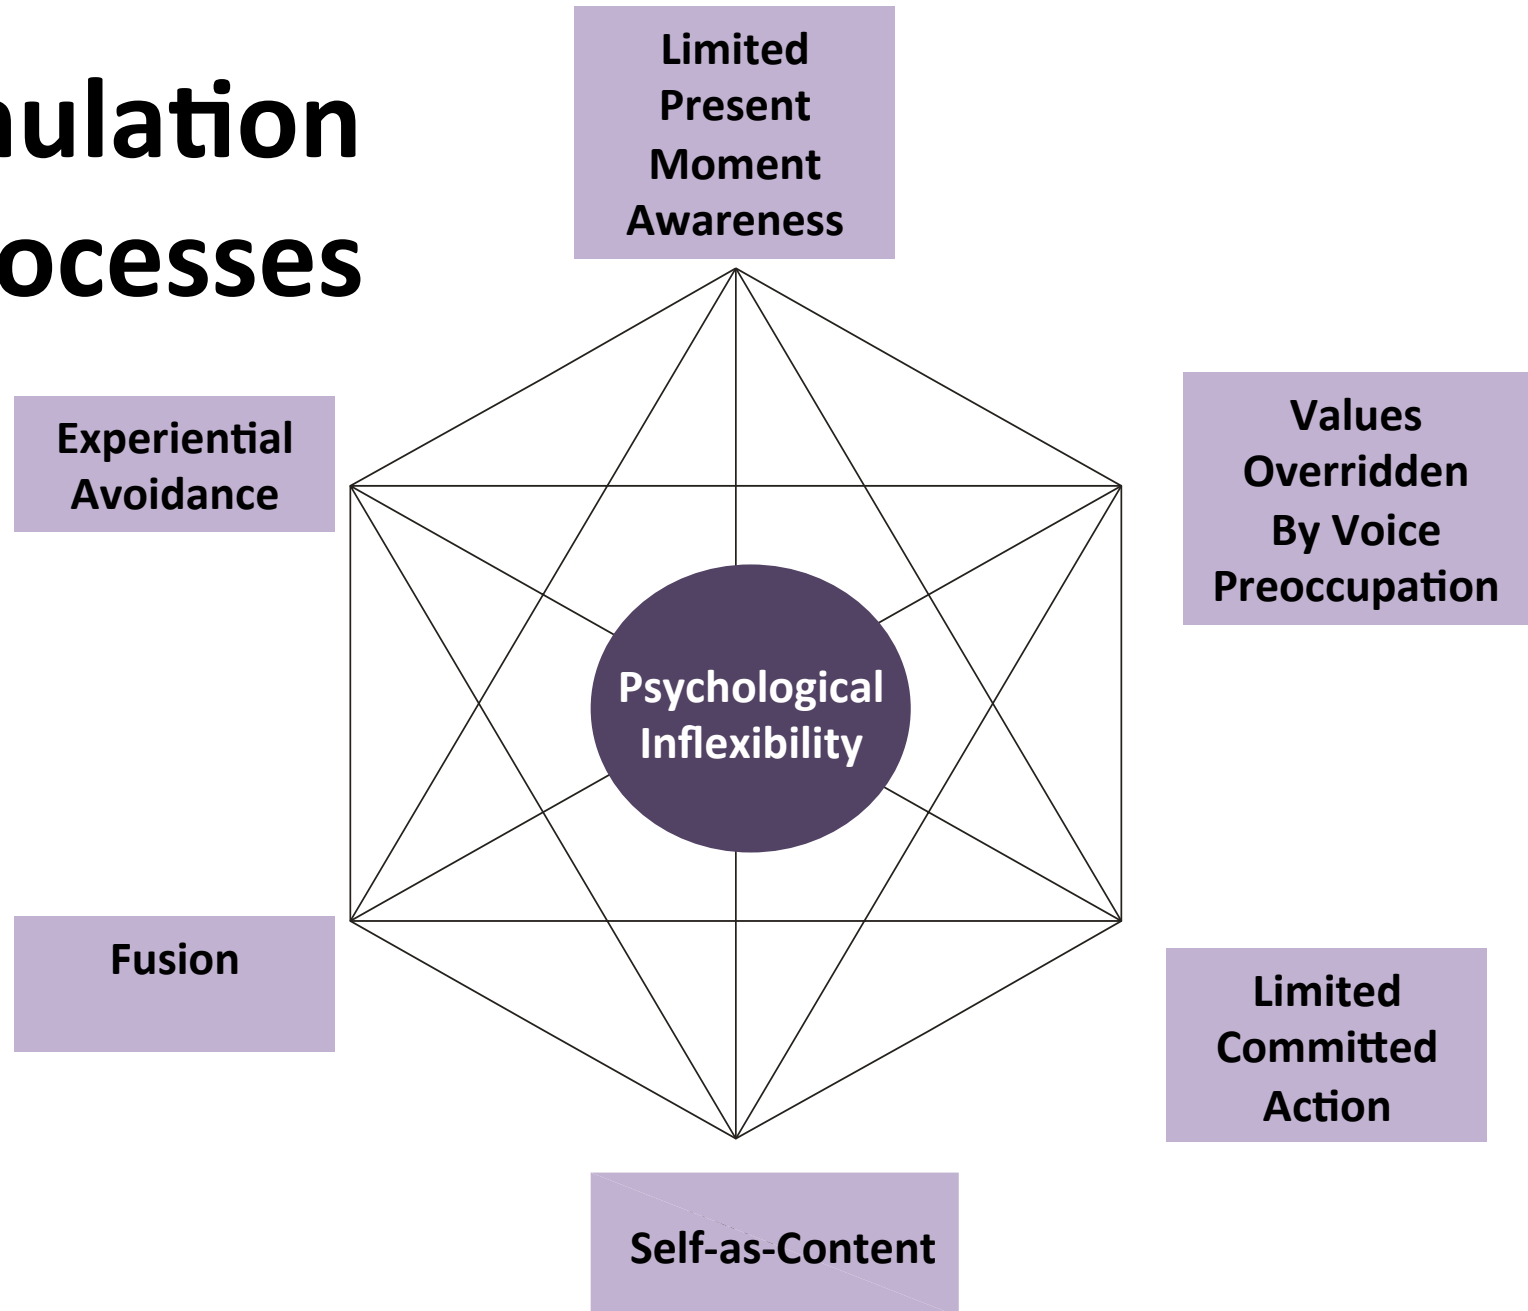 Limited
Present
Moment
Awareness
ocesses
Experiential
Avoidance
Values
Overridden
By Voice
Preoccupation
Psychological
Inflexibility
Fusion
Limited
Committed
Action
Self-as-Content